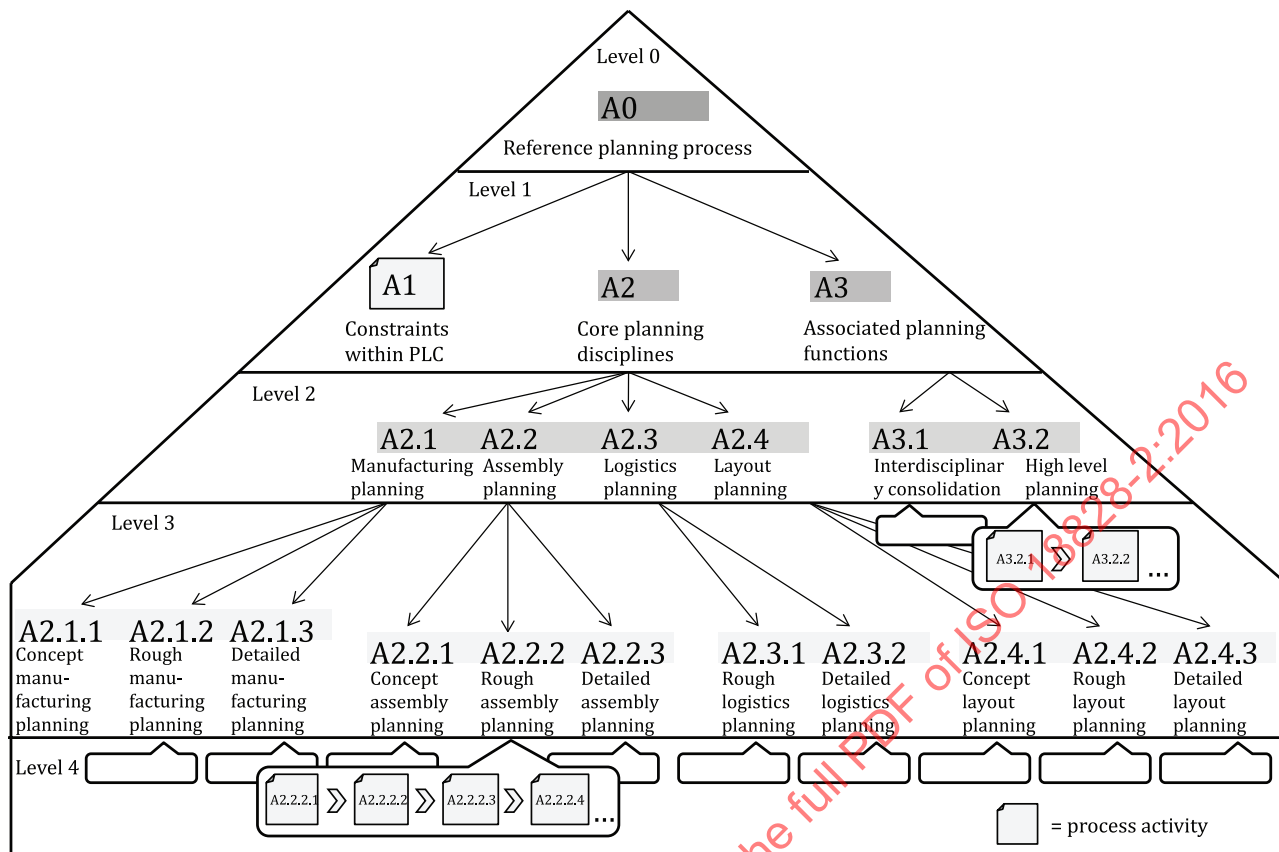 Level 0
A0
Reference planning process
Level 1
A1
Constraints
within PLC
A2
Core planning
disciplines
A3
Associated planning
functions
Level 2
A2.1
Manufacturing
planning
A2.2
Assembly
planning
A2.3
Logistics
planning
A2.4
Layout
planning
A3.1
Interdisciplinar
y consolidation
A3.2
High level
planning
Level 3
A3.2.1
A3.2.2
...
A2.1.1
Concept
manu-
facturing
planning
A2.1.2
Rough
manu-
facturing
planning
A2.1.3
Detailed
manu-
facturing
planning
A2.2.1
Concept
assembly
planning
A2.2.2
Rough
assembly
planning
A2.2.3
Detailed
assembly
planning
A2.3.1
Rough
logistics
planning
A2.3.2
Detailed
logistics
planning
A2.4.1
Concept
layout
planning
A2.4.2
Rough
layout
planning
A2.4.3
Detailed
layout
planning
Level 4
A2.2.2.1
A2.2.2.2
A2.2.2.3
A2.2.2.4
...
= process activity
he full PDF of ISO 18828-2:2016